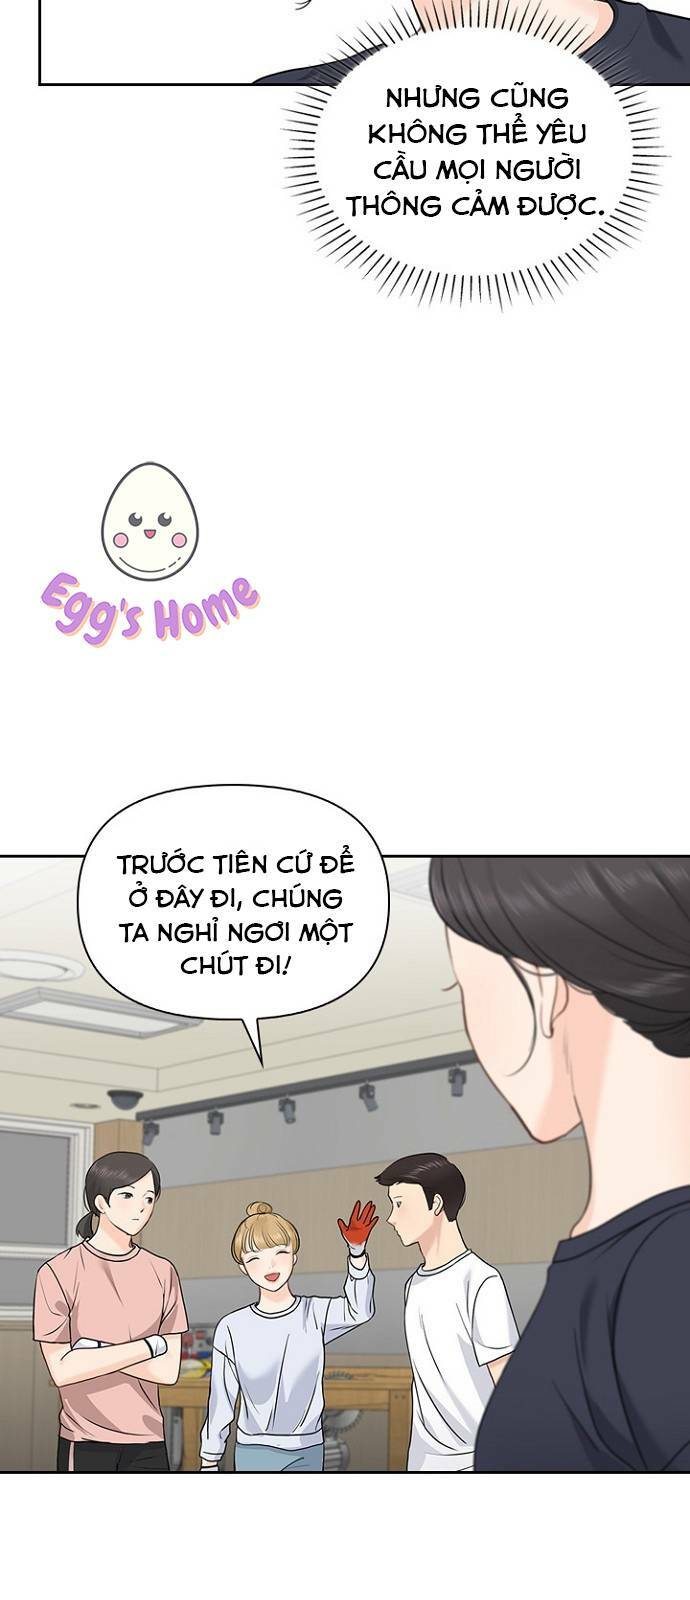 NHƯNG CŨNG
KHÔNG THỂ YÊU
CẦU MỌI NGƯỜI
THÔNG CẢM ĐƯỢC.
Egg's Home
TRƯỚC TIÊN CỨ ĐỂ
Ở ĐÂY ĐI, CHÚNG
TA NGHỈ NGƠI MỘT
CHÚT ĐI!